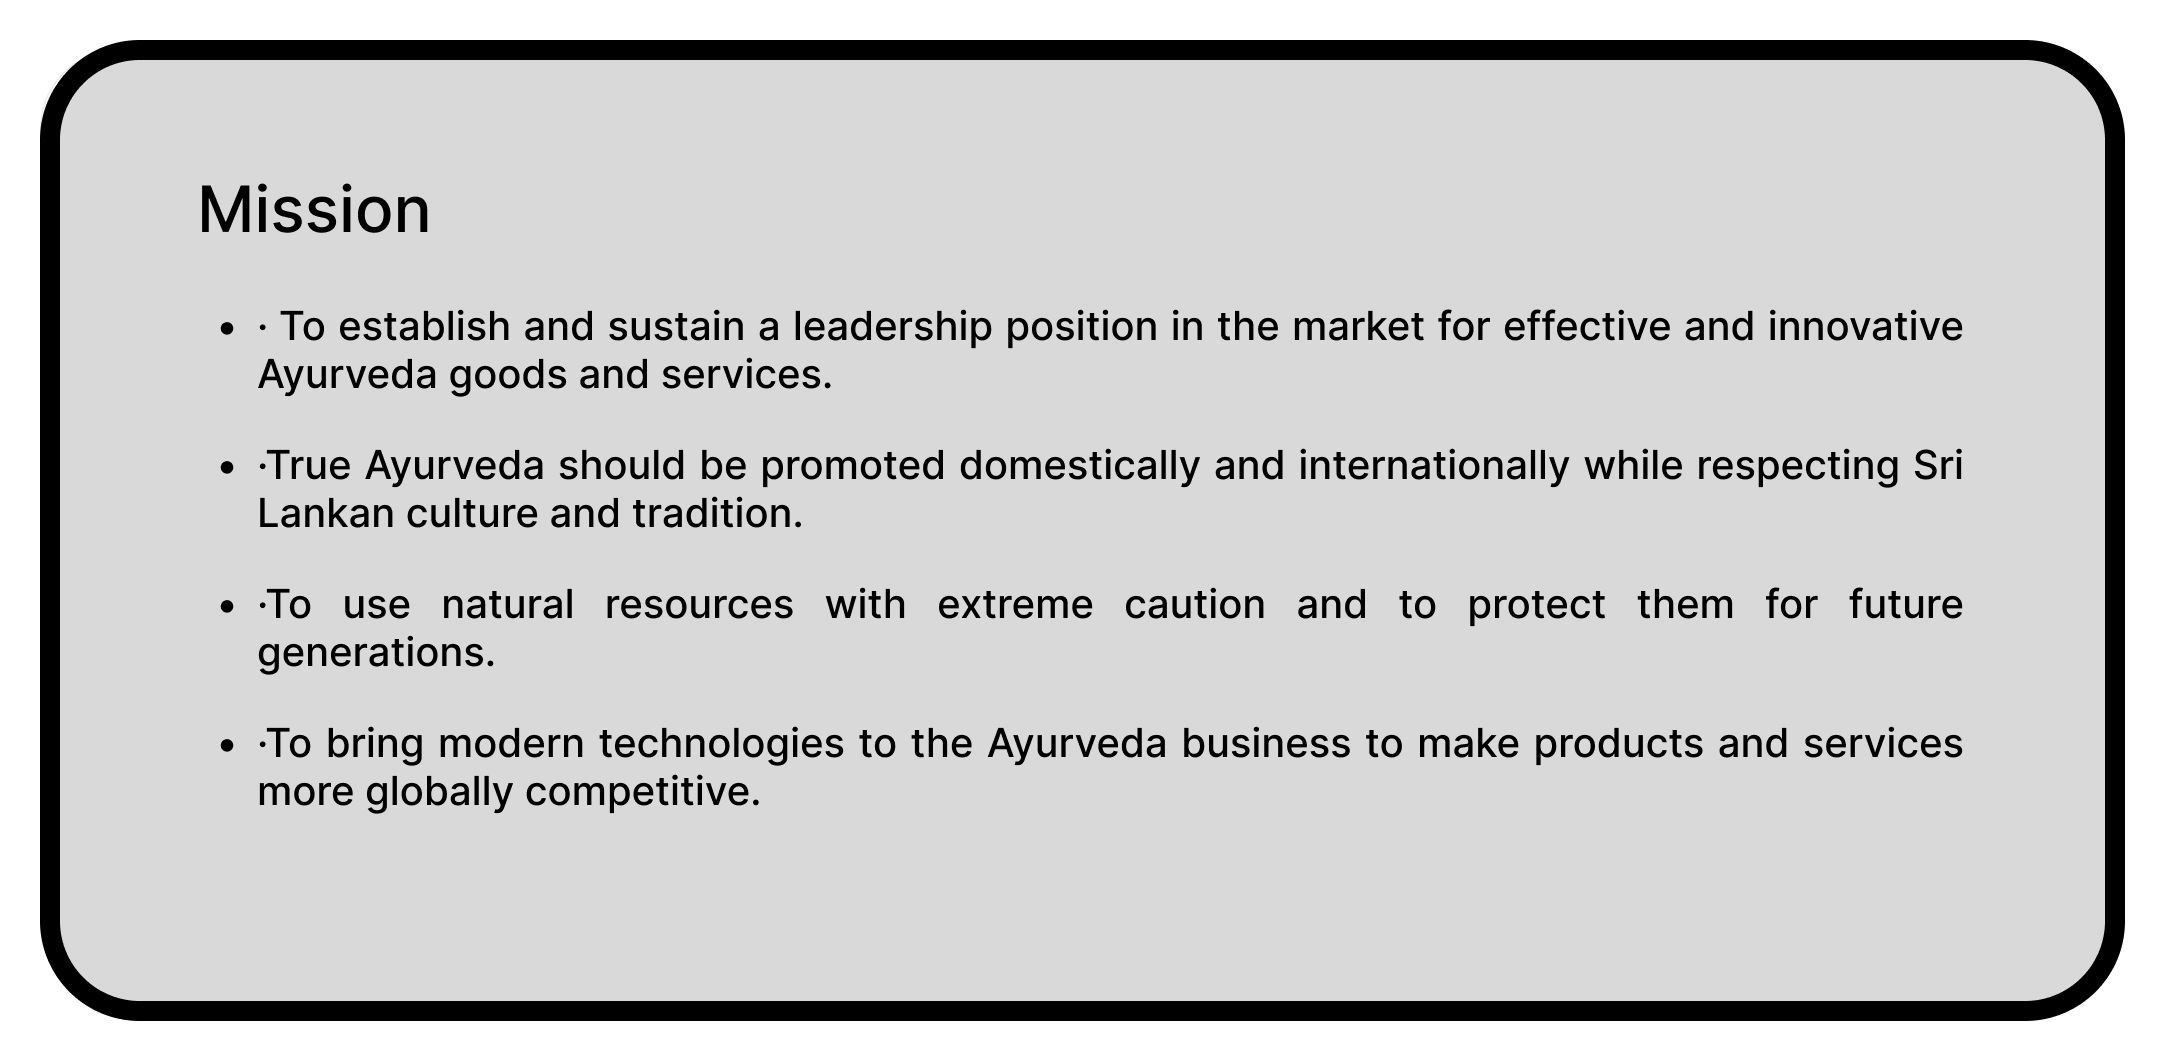 Mission
• · To establish and sustain a leadership position in the market for effective and innovative
Ayurveda goods and services.
• ·True Ayurveda should be promoted domestically and internationally while respecting Sri
Lankan culture and tradition.
• ·To use natural resources with extreme caution and to protect them for future
generations.
• ·To bring modern technologies to the Ayurveda business to make products and services
more globally competitive.